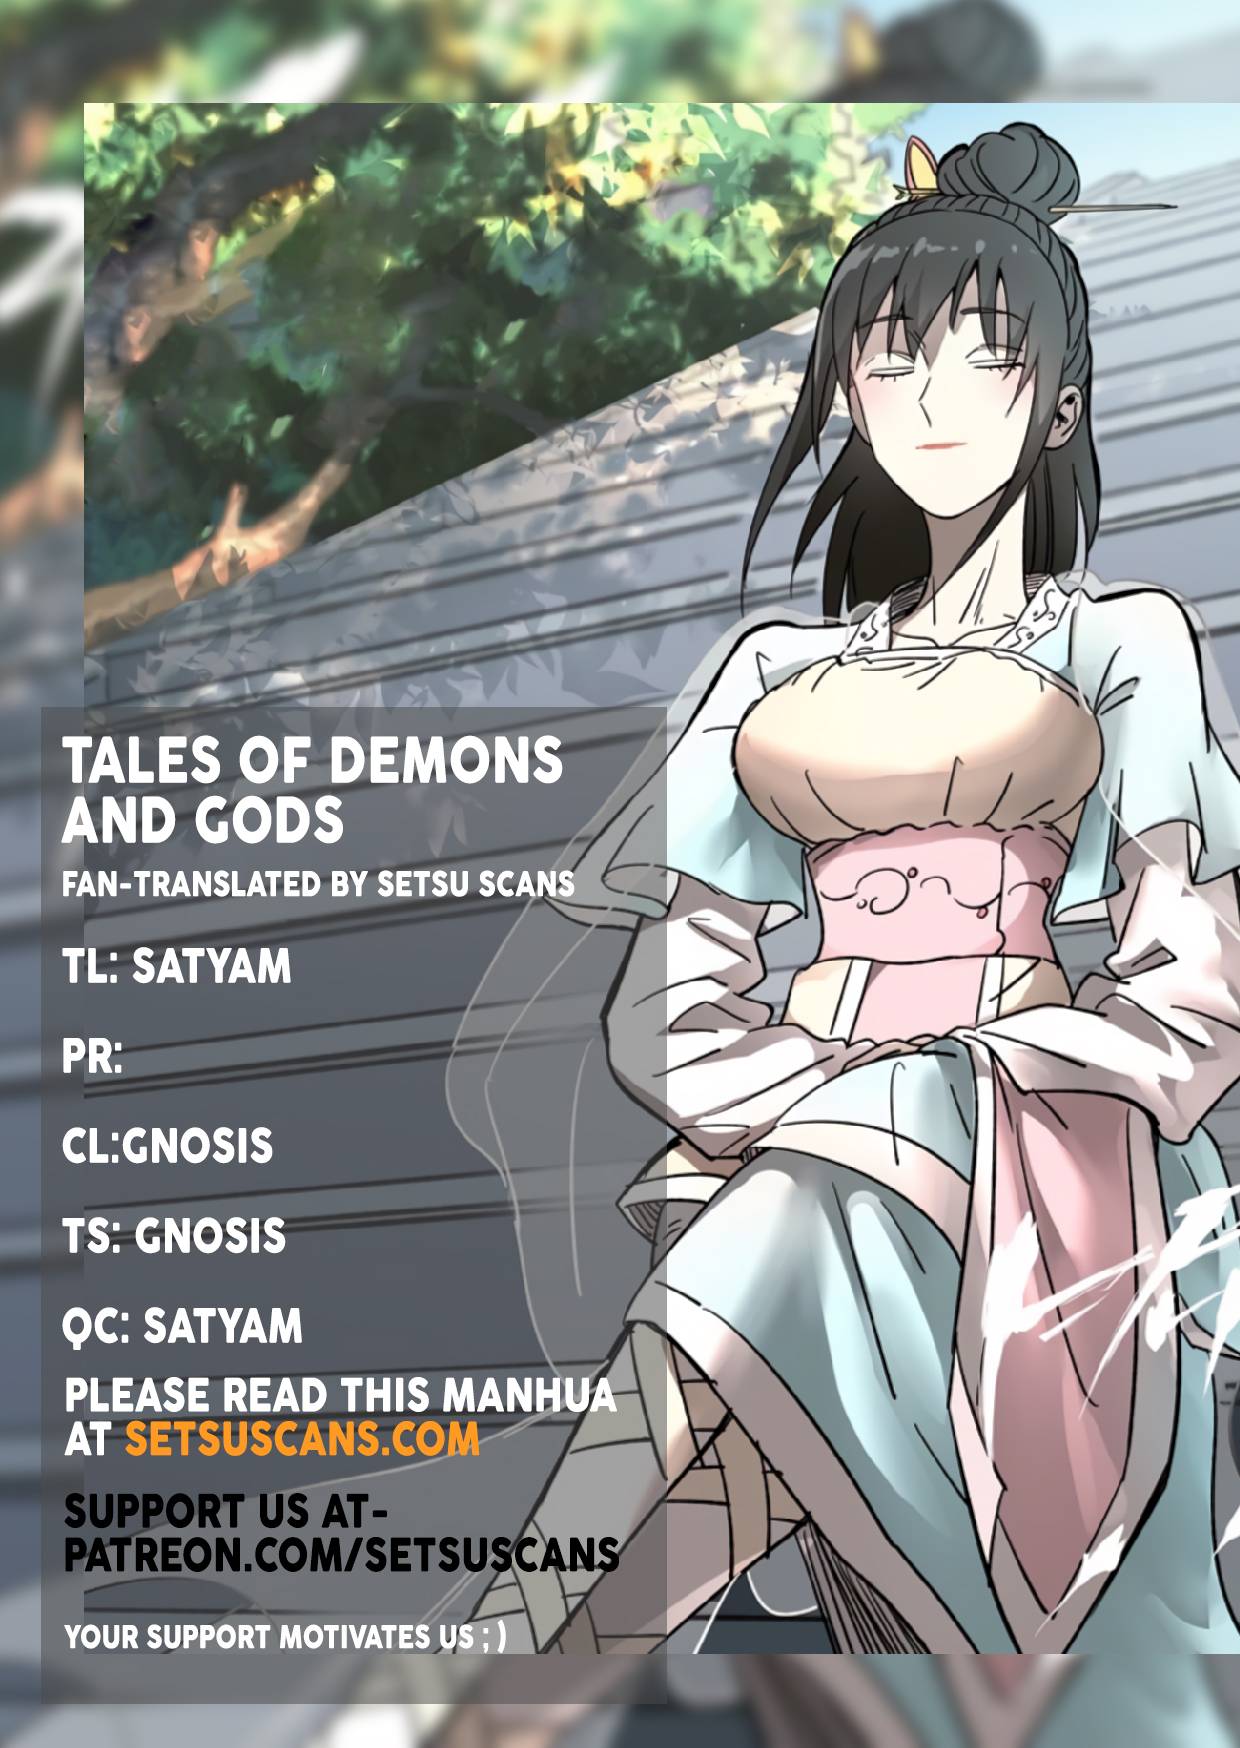 TALES OF DEMONS
AND GODS
FAN-TRANSLATED BY SETSU SCANS
TL: SATYAM
PR:
CL:GNOSIS
TS: GNOSIS
QC: SATYAM
PLEASE READ THIS MANHUA
AT SETSUSCANS.COM
SUPPORT US AT-
PATREON.COM/SETSUSCANS
YOUR SUPPORT MOTIVATES US ; )